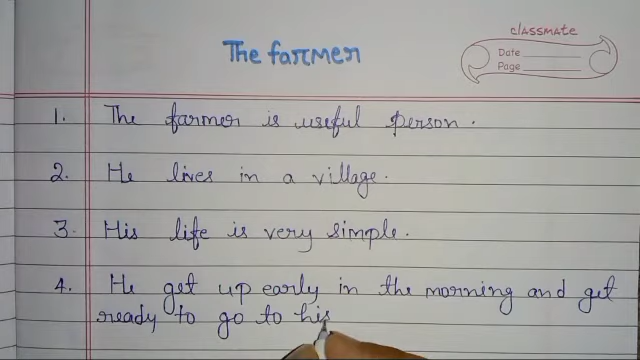 classmate
The farmer
Date
Page
1. The farmer is useful person.
2. He lives in a village.
3. His life is very simple.
4. He get up early in the morning and get
ready to go to his